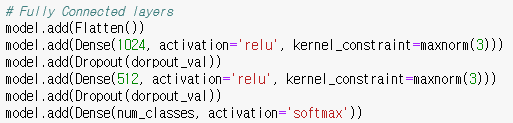 # Fully Connected layers
model.add(Flatten())
model.add(Dense(1024, activation='relu', kernel_constraint=maxnorm(3)))
model.add(Dropout(dorpout_val))
model.add(Dense(512, activation='relu', kernel_constraint=maxnorm(3)))
model.add(Dropout(dorpout_val))
model.add(Dense(num_classes, activation='softmax'))